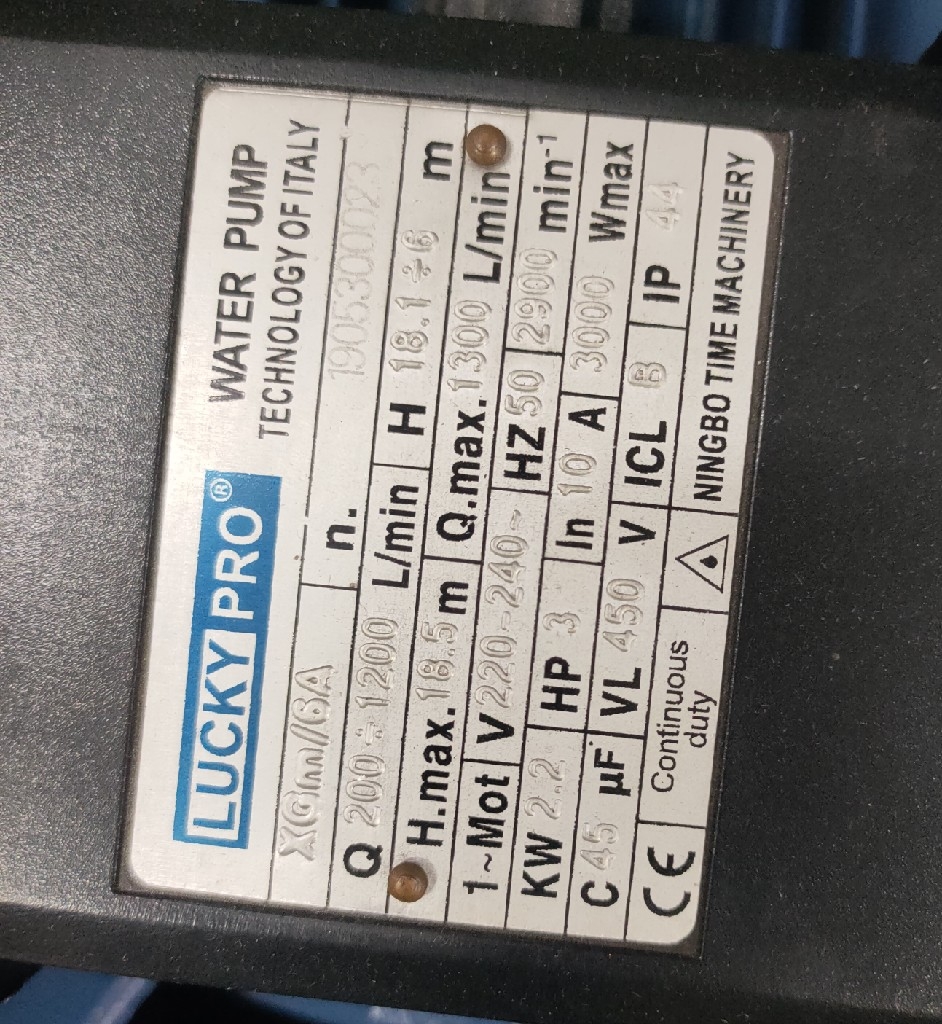 LUCKY PRO® WATER PUMP
TECHNOLOGY OF ITALY
XGm/6A n. 1905300023
Q 200÷1200 L/min H 18.1÷6 m
H.max. 18.5 m Q.max. 1300 L/min
1~Mot V 220-240~ HZ 50 2900 min-1
KW 2.2 HP 3 In 10 A 3000 Wmax
C 45 µF VL 450 V ICL B IP 44
CE Continuous duty NINGBO TIME MACHINERY